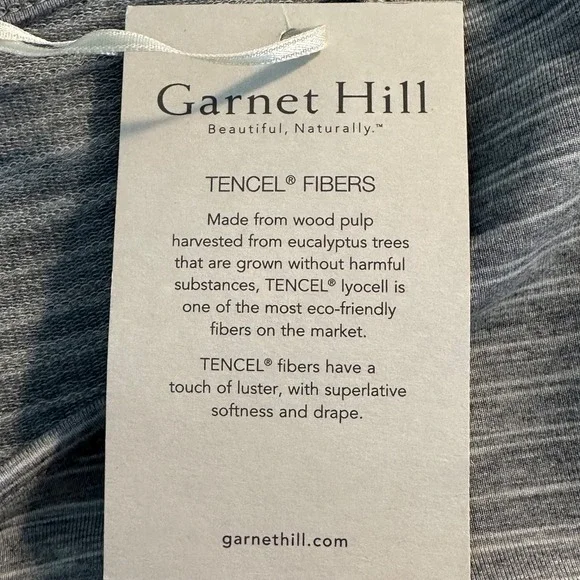 Garnet Hill
Beautiful, Naturally.™
TENCEL® FIBERS
Made from wood pulp
harvested from eucalyptus trees
that are grown without harmful
substances, TENCEL® lyocell is
one of the most eco-friendly
fibers on the market.
TENCEL® fibers have a
touch of luster, with superlative
softness and drape.
garnethill.com